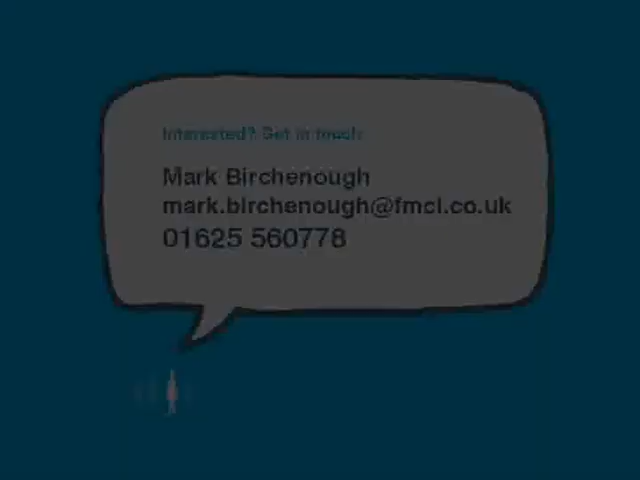 Interested? Get in touch
Mark Birchenough
mark.birchenough@fmcl.co.uk
01625 560778